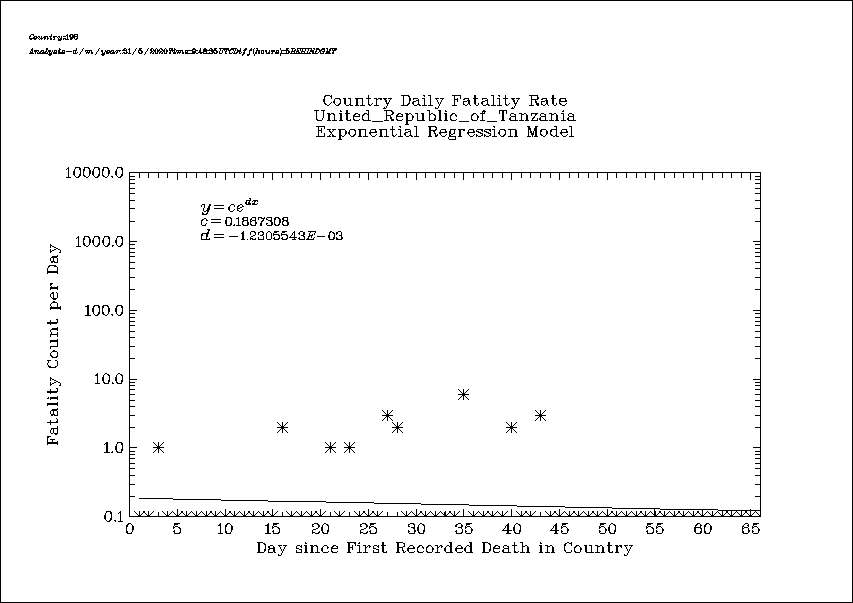 Country:196
Analysis-d/m/year:31/5/2020Time:9:48:35UTCDiff(hours):5BEHINDGMT
Country Daily Fatality Rate
United_Republic_of_Tanzania
Exponential Regression Model
y=ce^dx
c=0.1867308
d=-1.2305543E-03
Fatality Count per Day
10000.0
1000.0
100.0
10.0
1.0
0.1
0 5 10 15 20 25 30 35 40 45 50 55 60 65
Day since First Recorded Death in Country